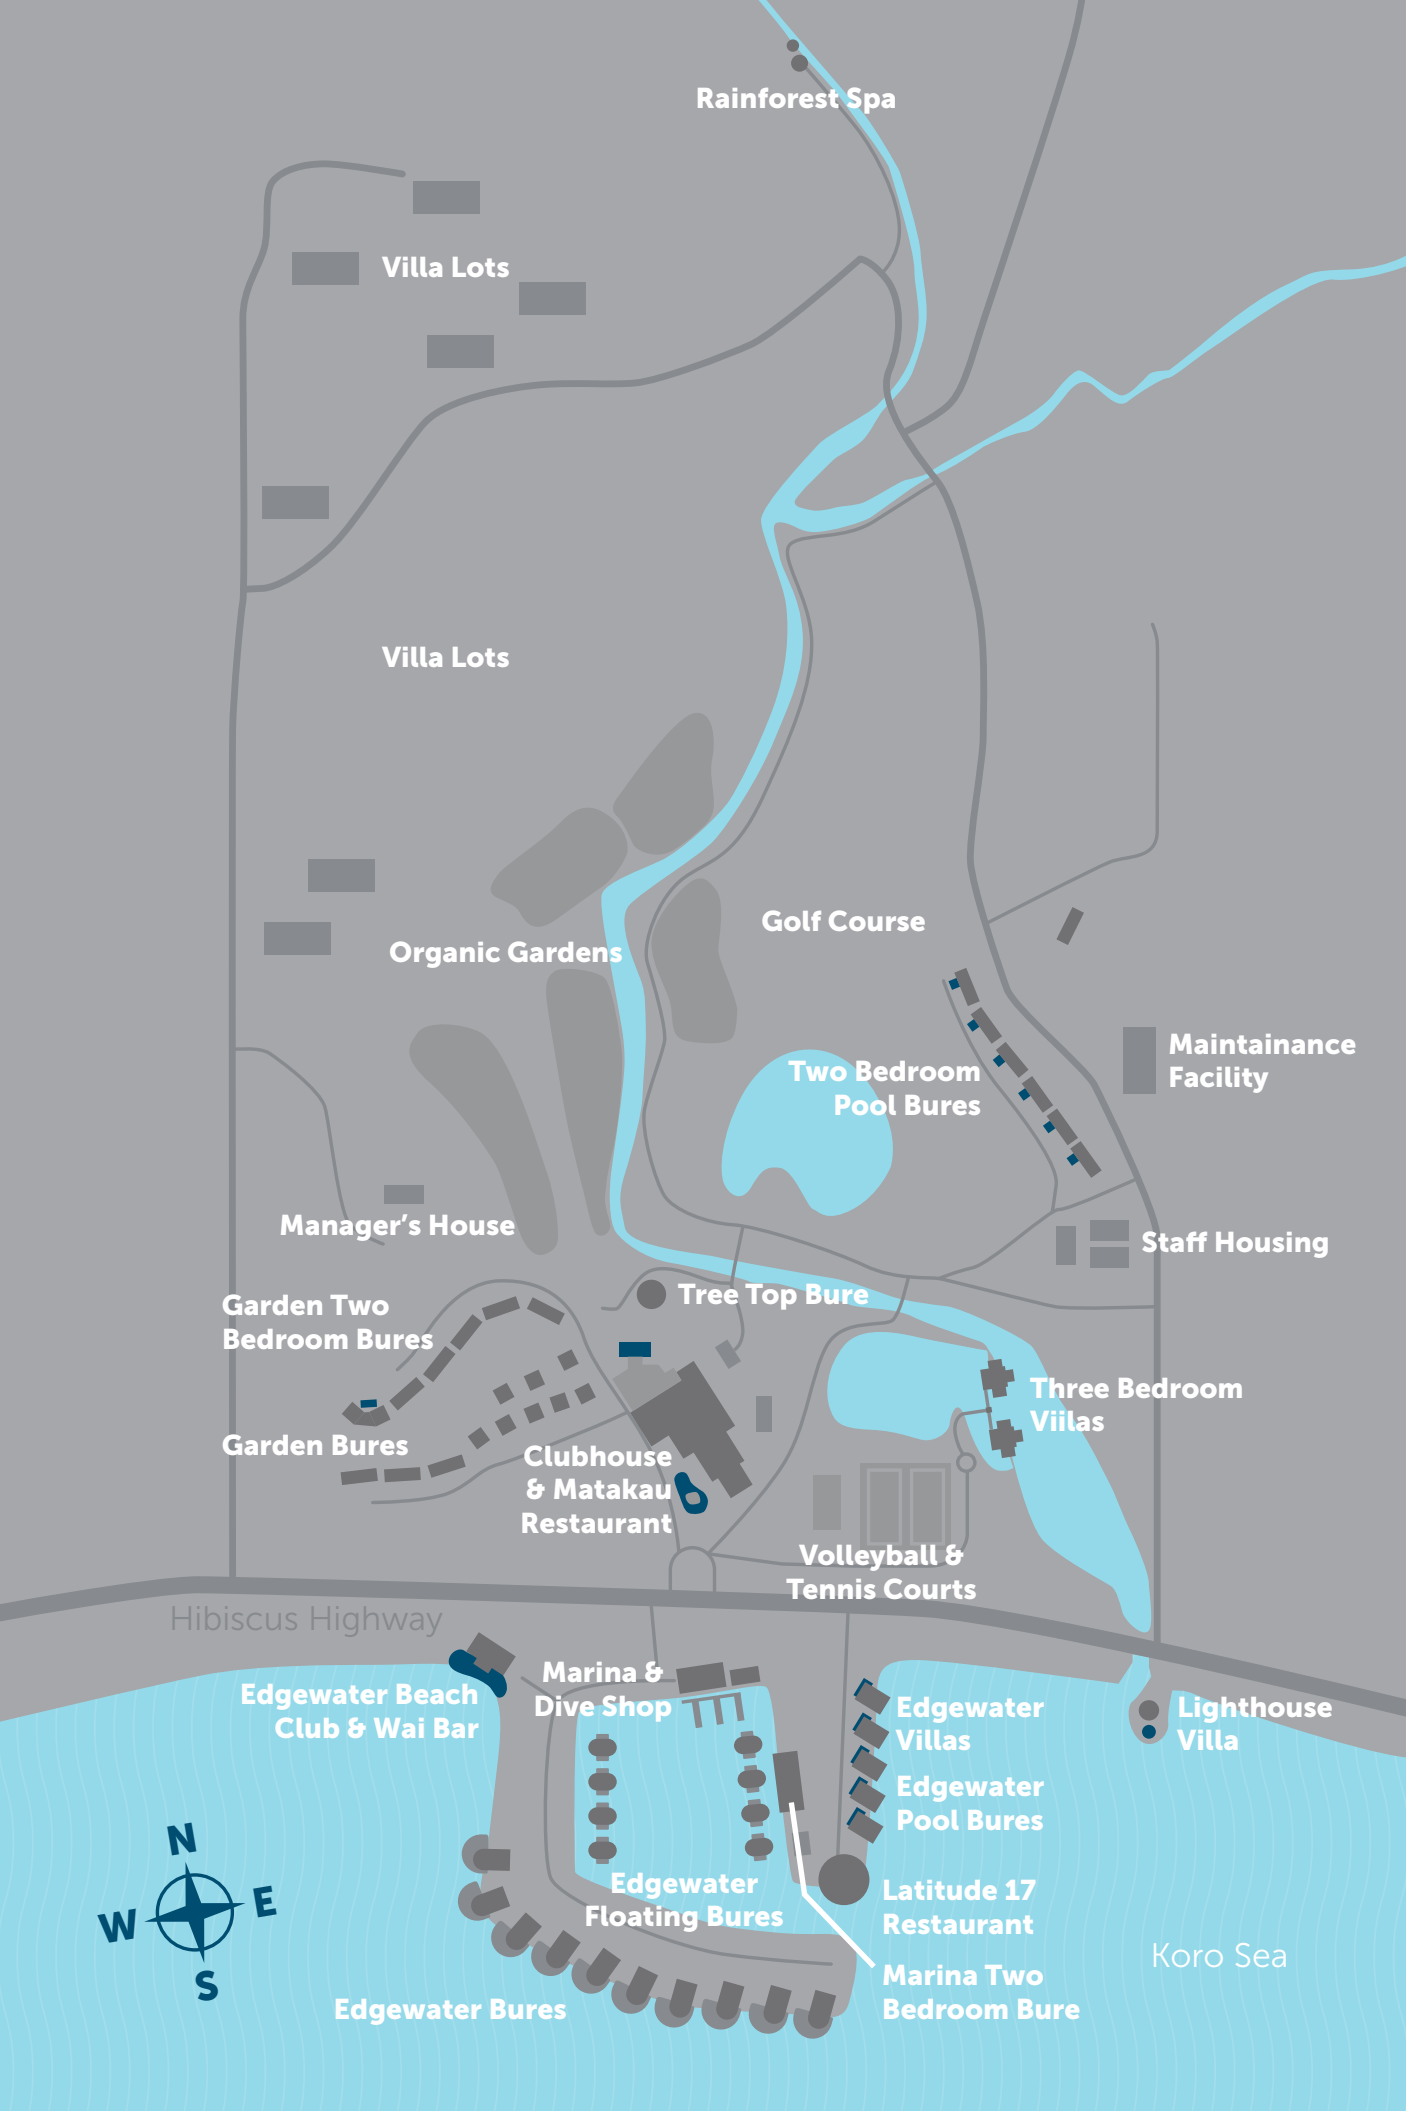 Rainforest Spa
Villa Lots
Villa Lots
Golf Course
Organic Gardens
Maintainance
Facility
Two Bedroom
Pool Bures
Manager’s House
Staff Housing
Tree Top Bure
Garden Two
Bedroom Bures
Three Bedroom
Viilas
Garden Bures
Clubhouse
& Matakau
Restaurant
Volleyball &
Tennis Courts
Hibiscus Highway
Marina &
Dive Shop
Edgewater Beach
Club & Wai Bar
Edgewater
Villas
Lighthouse
Villa
Edgewater
Pool Bures
N
E
W
S
Edgewater
Floating Bures
Latitude 17
Restaurant
Koro Sea
Marina Two
Bedroom Bure
Edgewater Bures